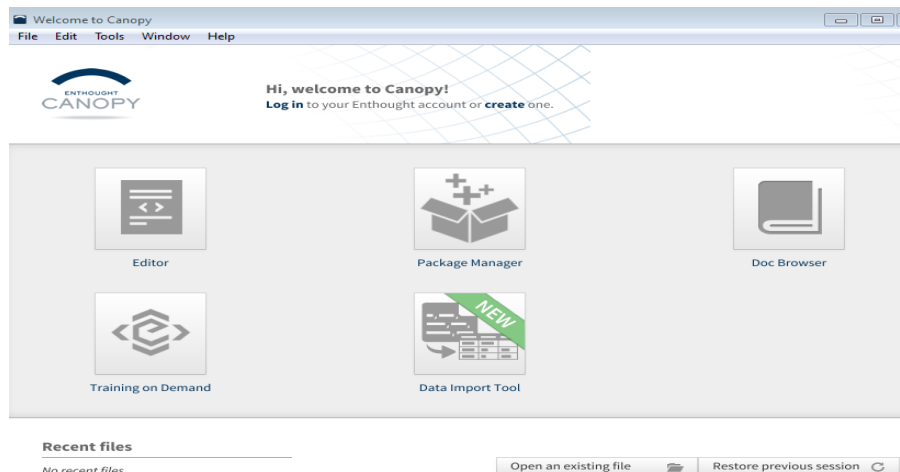 Welcome to Canopy
File Edit Tools Window Help
ENTHOUGHT
CANOPY
Hi, welcome to Canopy!
Log in to your Enthought account or create one.
Editor
Package Manager
Doc Browser
NEW
Training on Demand
Data Import Tool
Recent files
No recent files
Open an existing file
Restore previous session